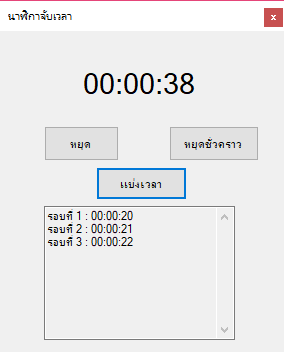 นาฬิกาจับเวลา
x
00:00:38
หยุด
หยุดชั่วคราว
แบ่งเวลา
รอบที่ 1 : 00:00:20
รอบที่ 2 : 00:00:21
รอบที่ 3 : 00:00:22